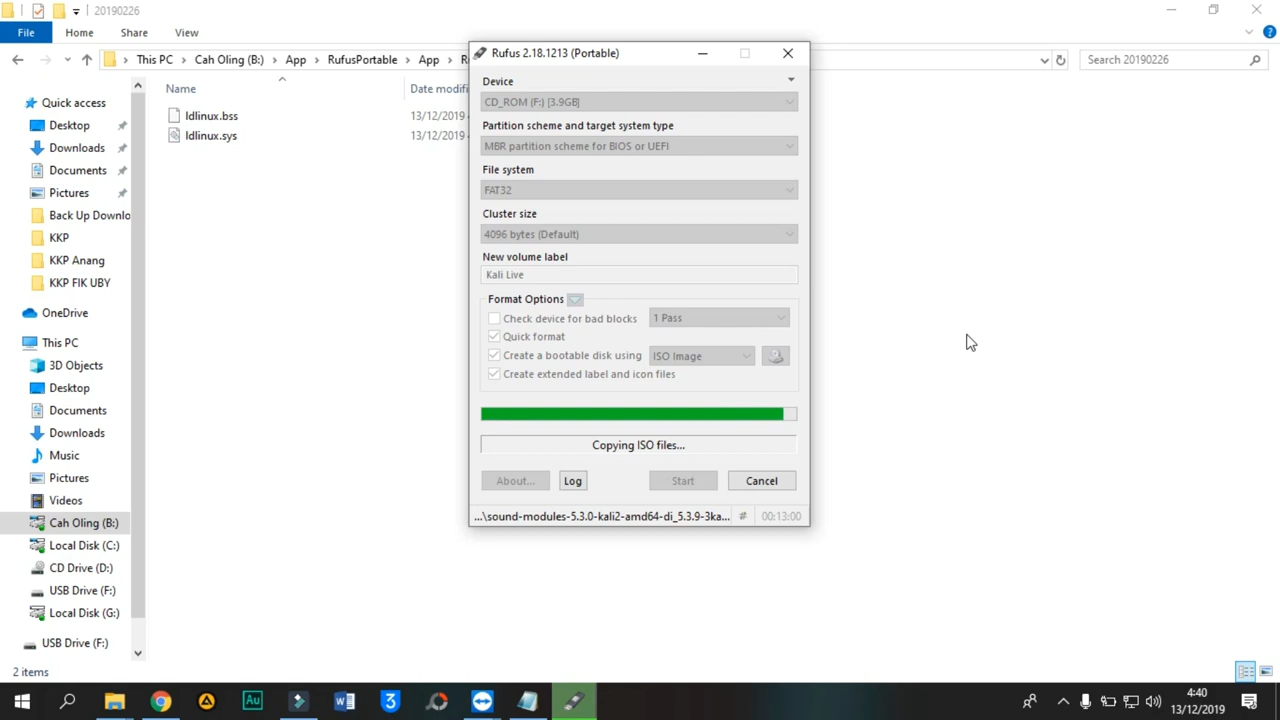 20190226
File
Home
Share
View
This PC
Cah Oling (B:)
App
RufusPortable
App
Search 20190226
Quick access
Desktop
Downloads
Documents
Pictures
Back Up Downlo
KKP
KKP Anang
KKP FIK UBY
OneDrive
This PC
3D Objects
Desktop
Documents
Downloads
Music
Pictures
Videos
Cah Oling (B:)
Local Disk (C:)
CD Drive (D:)
USB Drive (F:)
Local Disk (G:)
USB Drive (F:)
2 items
Name
Date modifi
ldlinux.bss
13/12/2019
ldlinux.sys
13/12/2019
Rufus 2.18.1213 (Portable)
Device
CD_ROM (F:) [3.9GB]
Partition scheme and target system type
MBR partition scheme for BIOS or UEFI
File system
FAT32
Cluster size
4096 bytes (Default)
New volume label
Kali Live
Format Options
Check device for bad blocks
1 Pass
Quick format
Create a bootable disk using
ISO Image
Create extended label and icon files
Copying ISO files...
About...
Log
Start
Cancel
...\sound-modules-5.3.0-kali2-amd64-di_5.3.9-3ka...
#
00:13:00
Au
W
3
4:40
13/12/2019